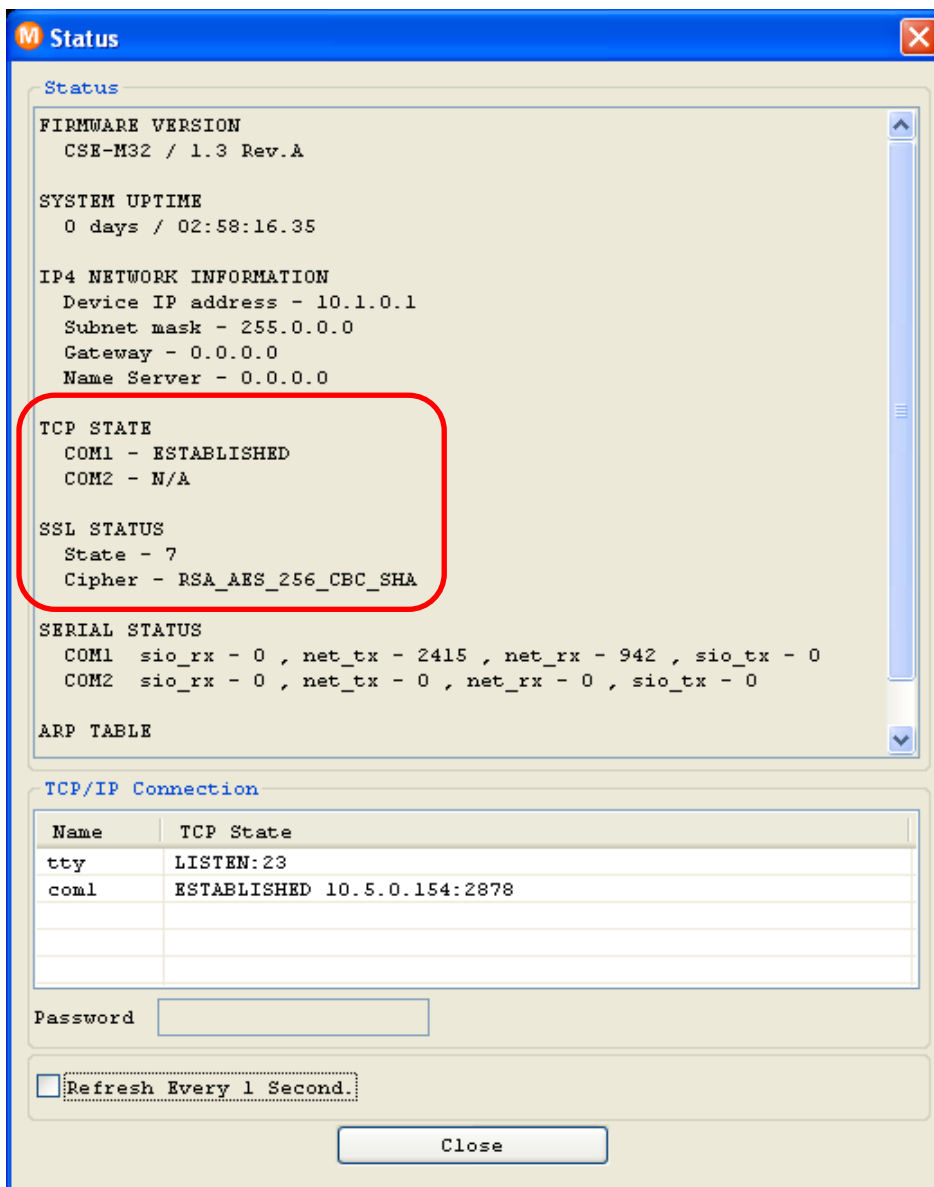 M Status
Status
FIRMWARE VERSION
CSE-M32 / 1.3 Rev.A
SYSTEM UPTIME
0 days / 02:58:16.35
IP4 NETWORK INFORMATION
Device IP address - 10.1.0.1
Subnet mask - 255.0.0.0
Gateway - 0.0.0.0
Name Server - 0.0.0.0
TCP STATE
COM1 - ESTABLISHED
COM2 - N/A
SSL STATUS
State - 7
Cipher - RSA_AES_256_CBC_SHA
SERIAL STATUS
COM1 sio_rx - 0 , net_tx - 2415 , net_rx - 942 , sio_tx - 0
COM2 sio_rx - 0 , net_tx - 0 , net_rx - 0 , sio_tx - 0
ARP TABLE
TCP/IP Connection
Name TCP State
tty LISTEN:23
com1 ESTABLISHED 10.5.0.154:2878
Password
Refresh Every 1 Second.
Close